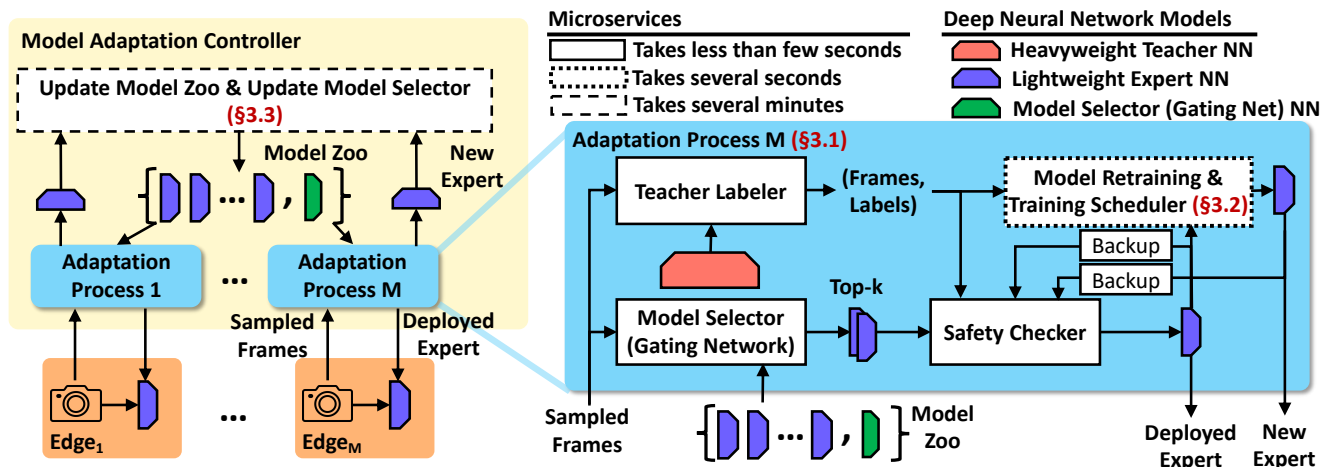 Model Adaptation Controller
Update Model Zoo & Update Model Selector
(§3.3)
Model Zoo
New
Expert
{ ... , }
Adaptation
Process 1
...
Adaptation
Process M
Sampled
Frames
Deployed
Expert
Edge1
...
EdgeM
Microservices
Takes less than few seconds
Takes several seconds
Takes several minutes
Deep Neural Network Models
Heavyweight Teacher NN
Lightweight Expert NN
Model Selector (Gating Net) NN
Adaptation Process M (§3.1)
Teacher Labeler
(Frames,
Labels)
Model Retraining &
Training Scheduler (§3.2)
Backup
Backup
Model Selector
(Gating Network)
Top-k
Safety Checker
Sampled
Frames
{ ... , }
Model
Zoo
Deployed
Expert
New
Expert